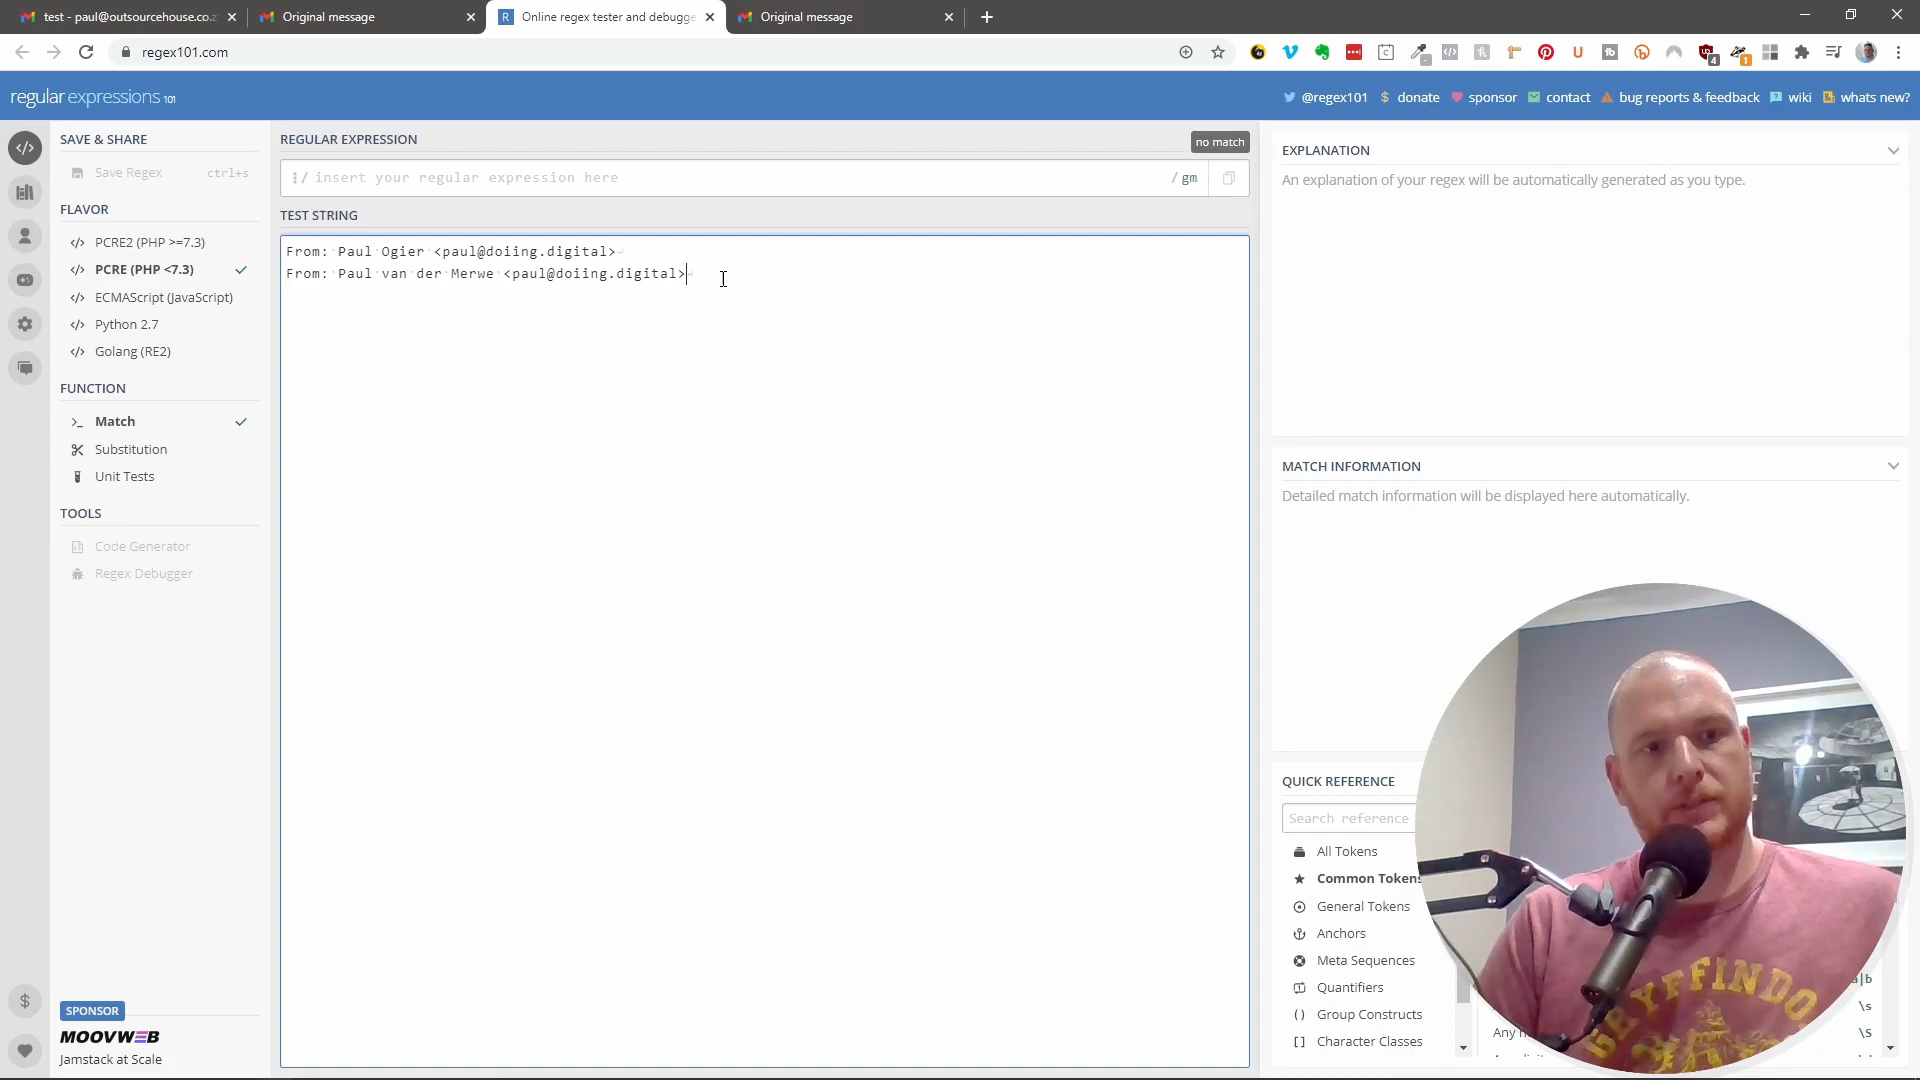 test - paul@outsourcehouse.co.z
Original message
Online regex tester and debugge
Original message
regex101.com
regular expressions 101
@regex101
$ donate
sponsor
contact
bug reports & feedback
wiki
whats new?
SAVE & SHARE
Save Regex ctrl+s
FLAVOR
</> PCRE2 (PHP >=7.3)
</> PCRE (PHP <7.3)
</> ECMAScript (JavaScript)
</> Python 2.7
</> Golang (RE2)
FUNCTION
>_ Match
Substitution
Unit Tests
TOOLS
Code Generator
Regex Debugger
SPONSOR
MOOVWEB
Jamstack at Scale
REGULAR EXPRESSION
no match
/ insert your regular expression here / gm
TEST STRING
From: Paul Ogier <paul@doiing.digital>
From: Paul van der Merwe <paul@doiing.digital>
EXPLANATION
An explanation of your regex will be automatically generated as you type.
MATCH INFORMATION
Detailed match information will be displayed here automatically.
QUICK REFERENCE
Search reference
All Tokens
Common Tokens
General Tokens
Anchors
Meta Sequences
Quantifiers
( ) Group Constructs
[ ] Character Classes
a|b
\s
\S
GRYFFINDO